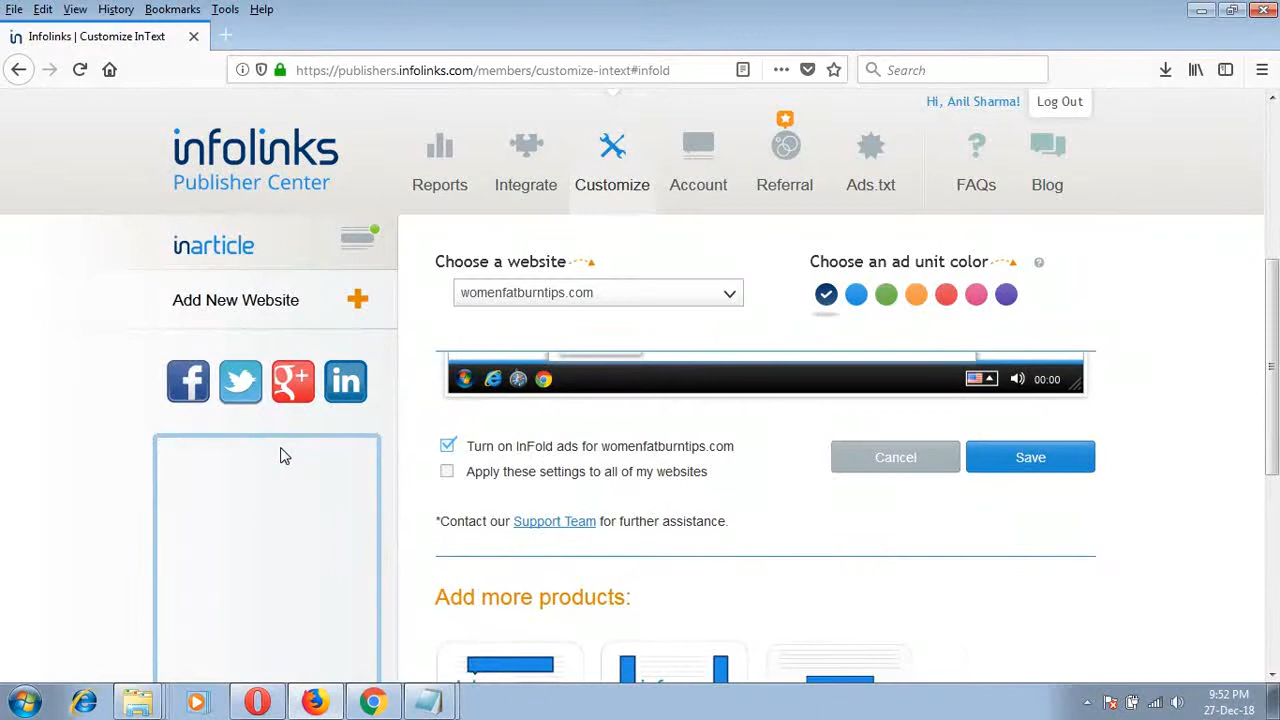 File Edit View History Bookmarks Tools Help
in Infolinks | Customize InText
https://publishers.infolinks.com/members/customize-intext#infold
Search
Hi, Anil Sharma! Log Out
infolinks
Publisher Center
Reports Integrate Customize Account Referral Ads.txt FAQs Blog
inarticle
Add New Website
f g+ in
Choose a website
womenfatburntips.com
Choose an ad unit color ?
00:00
Turn on InFold ads for womenfatburntips.com
Apply these settings to all of my websites
Cancel Save
*Contact our Support Team for further assistance.
Add more products:
9:52 PM
27-Dec-18